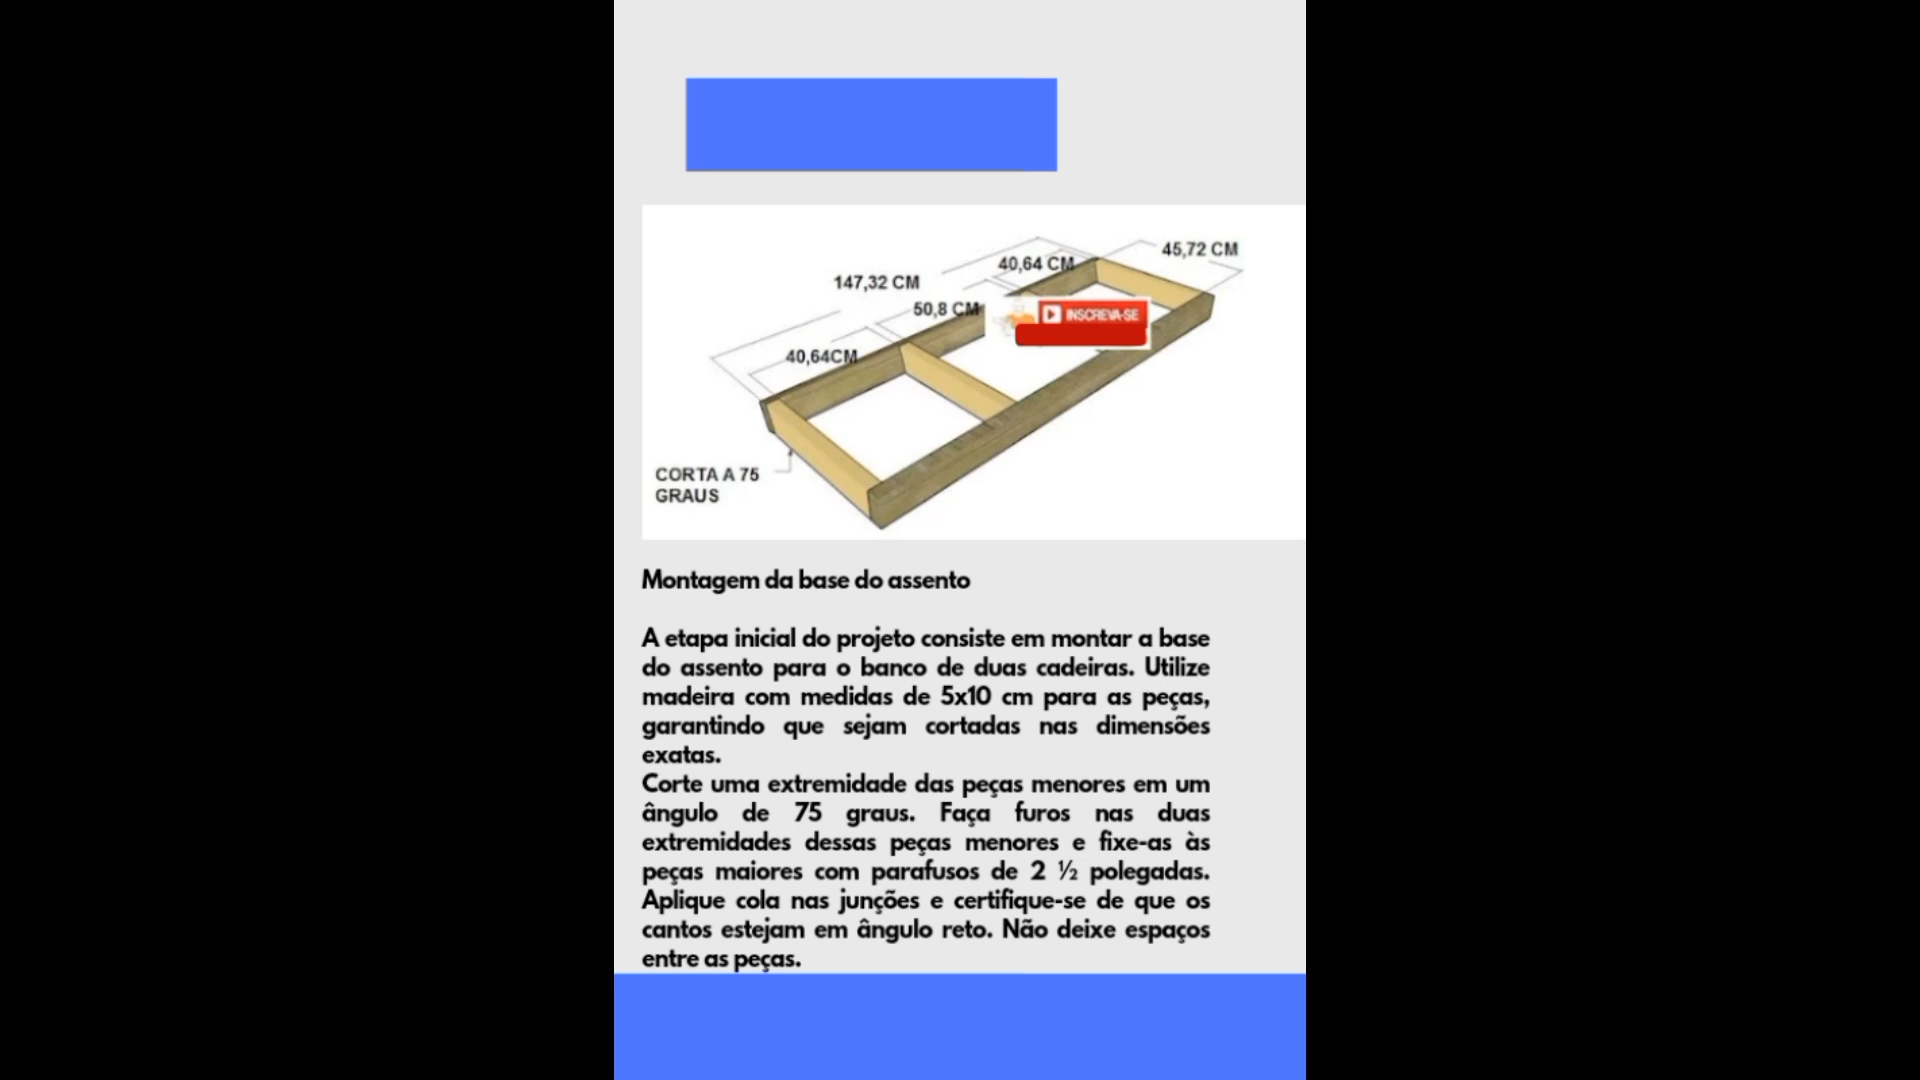 45,72 CM
40,64 CM
147,32 CM
50,8 CM
INSCREVA-SE
40,64CM
CORTA A 75
GRAUS
Montagem da base do assento
A etapa inicial do projeto consiste em montar a base
do assento para o banco de duas cadeiras. Utilize
madeira com medidas de 5x10 cm para as peças,
garantindo que sejam cortadas nas dimensões
exatas.
Corte uma extremidade das peças menores em um
ângulo de 75 graus. Faça furos nas duas
extremidades dessas peças menores e fixe-as às
peças maiores com parafusos de 2 ½ polegadas.
Aplique cola nas junções e certifique-se de que os
cantos estejam em ângulo reto. Não deixe espaços
entre as peças.